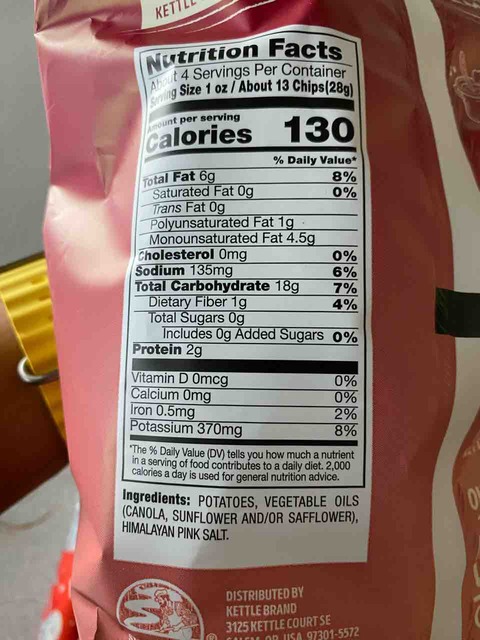 KETTLE
Nutrition Facts
About 4 Servings Per Container
Serving Size 1 oz / About 13 Chips(28g)
Amount per serving
Calories 130
% Daily Value*
Total Fat 6g 8%
Saturated Fat 0g 0%
Trans Fat 0g
Polyunsaturated Fat 1g
Monounsaturated Fat 4.5g
Cholesterol 0mg 0%
Sodium 135mg 6%
Total Carbohydrate 18g 7%
Dietary Fiber 1g 4%
Total Sugars 0g
Includes 0g Added Sugars 0%
Protein 2g
Vitamin D 0mcg 0%
Calcium 0mg 0%
Iron 0.5mg 2%
Potassium 370mg 8%
*The % Daily Value (DV) tells you how much a nutrient
in a serving of food contributes to a daily diet. 2,000
calories a day is used for general nutrition advice.
Ingredients: POTATOES, VEGETABLE OILS
(CANOLA, SUNFLOWER AND/OR SAFFLOWER),
HIMALAYAN PINK SALT.
DISTRIBUTED BY
KETTLE BRAND
3125 KETTLE COURT SE
SALEM, OR, USA 97301-5572